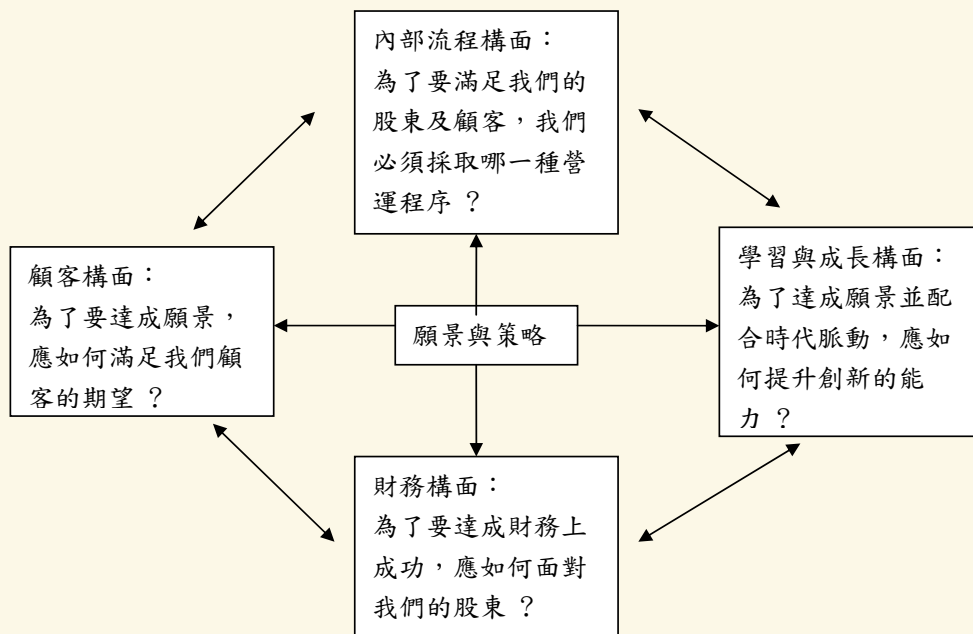 內部流程構面：
為了要滿足我們的
股東及顧客，我們
必須採取哪一種營
運程序 ？
顧客構面：
為了要達成願景，
應如何滿足我們顧
客的期望 ？
願景與策略
學習與成長構面：
為了達成願景並配
合時代脈動，應如
何提升創新的能
力 ？
財務構面：
為了要達成財務上
成功，應如何面對
我們的股東 ？